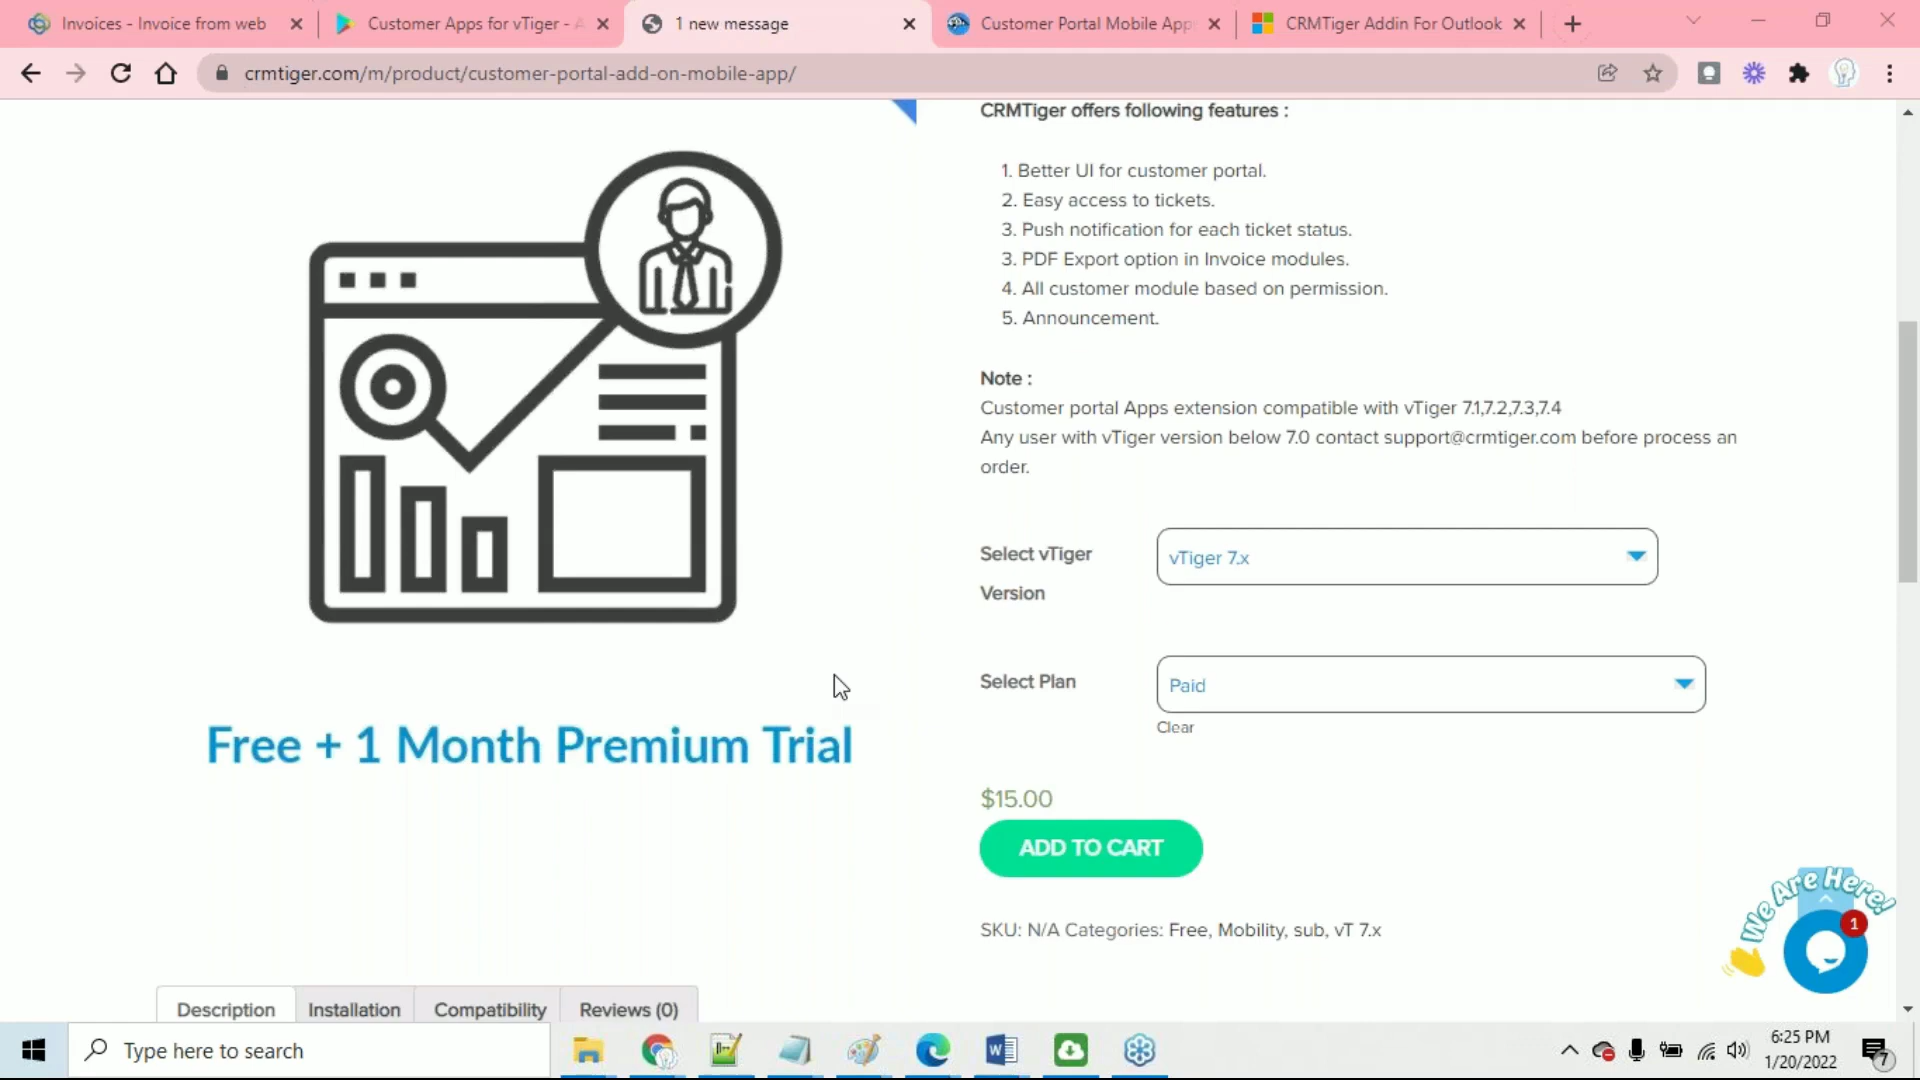 Invoices - Invoice from web
Customer Apps for vTiger - A
1 new message
Customer Portal Mobile App
CRMTiger Addin For Outlook
crmtiger.com/m/product/customer-portal-add-on-mobile-app/
CRMTiger offers following features :
1. Better UI for customer portal.
2. Easy access to tickets.
3. Push notification for each ticket status.
3. PDF Export option in Invoice modules.
4. All customer module based on permission.
5. Announcement.
Note :
Customer portal Apps extension compatible with vTiger 7.1,7.2,7.3,7.4
Any user with vTiger version below 7.0 contact support@crmtiger.com before process an
order.
Select vTiger
Version
vTiger 7.x
Select Plan
Paid
Clear
Free + 1 Month Premium Trial
$15.00
ADD TO CART
SKU: N/A Categories: Free, Mobility, sub, vT 7.x
We Are Here!
1
Description
Installation
Compatibility
Reviews (0)
Type here to search
6:25 PM
1/20/2022
7